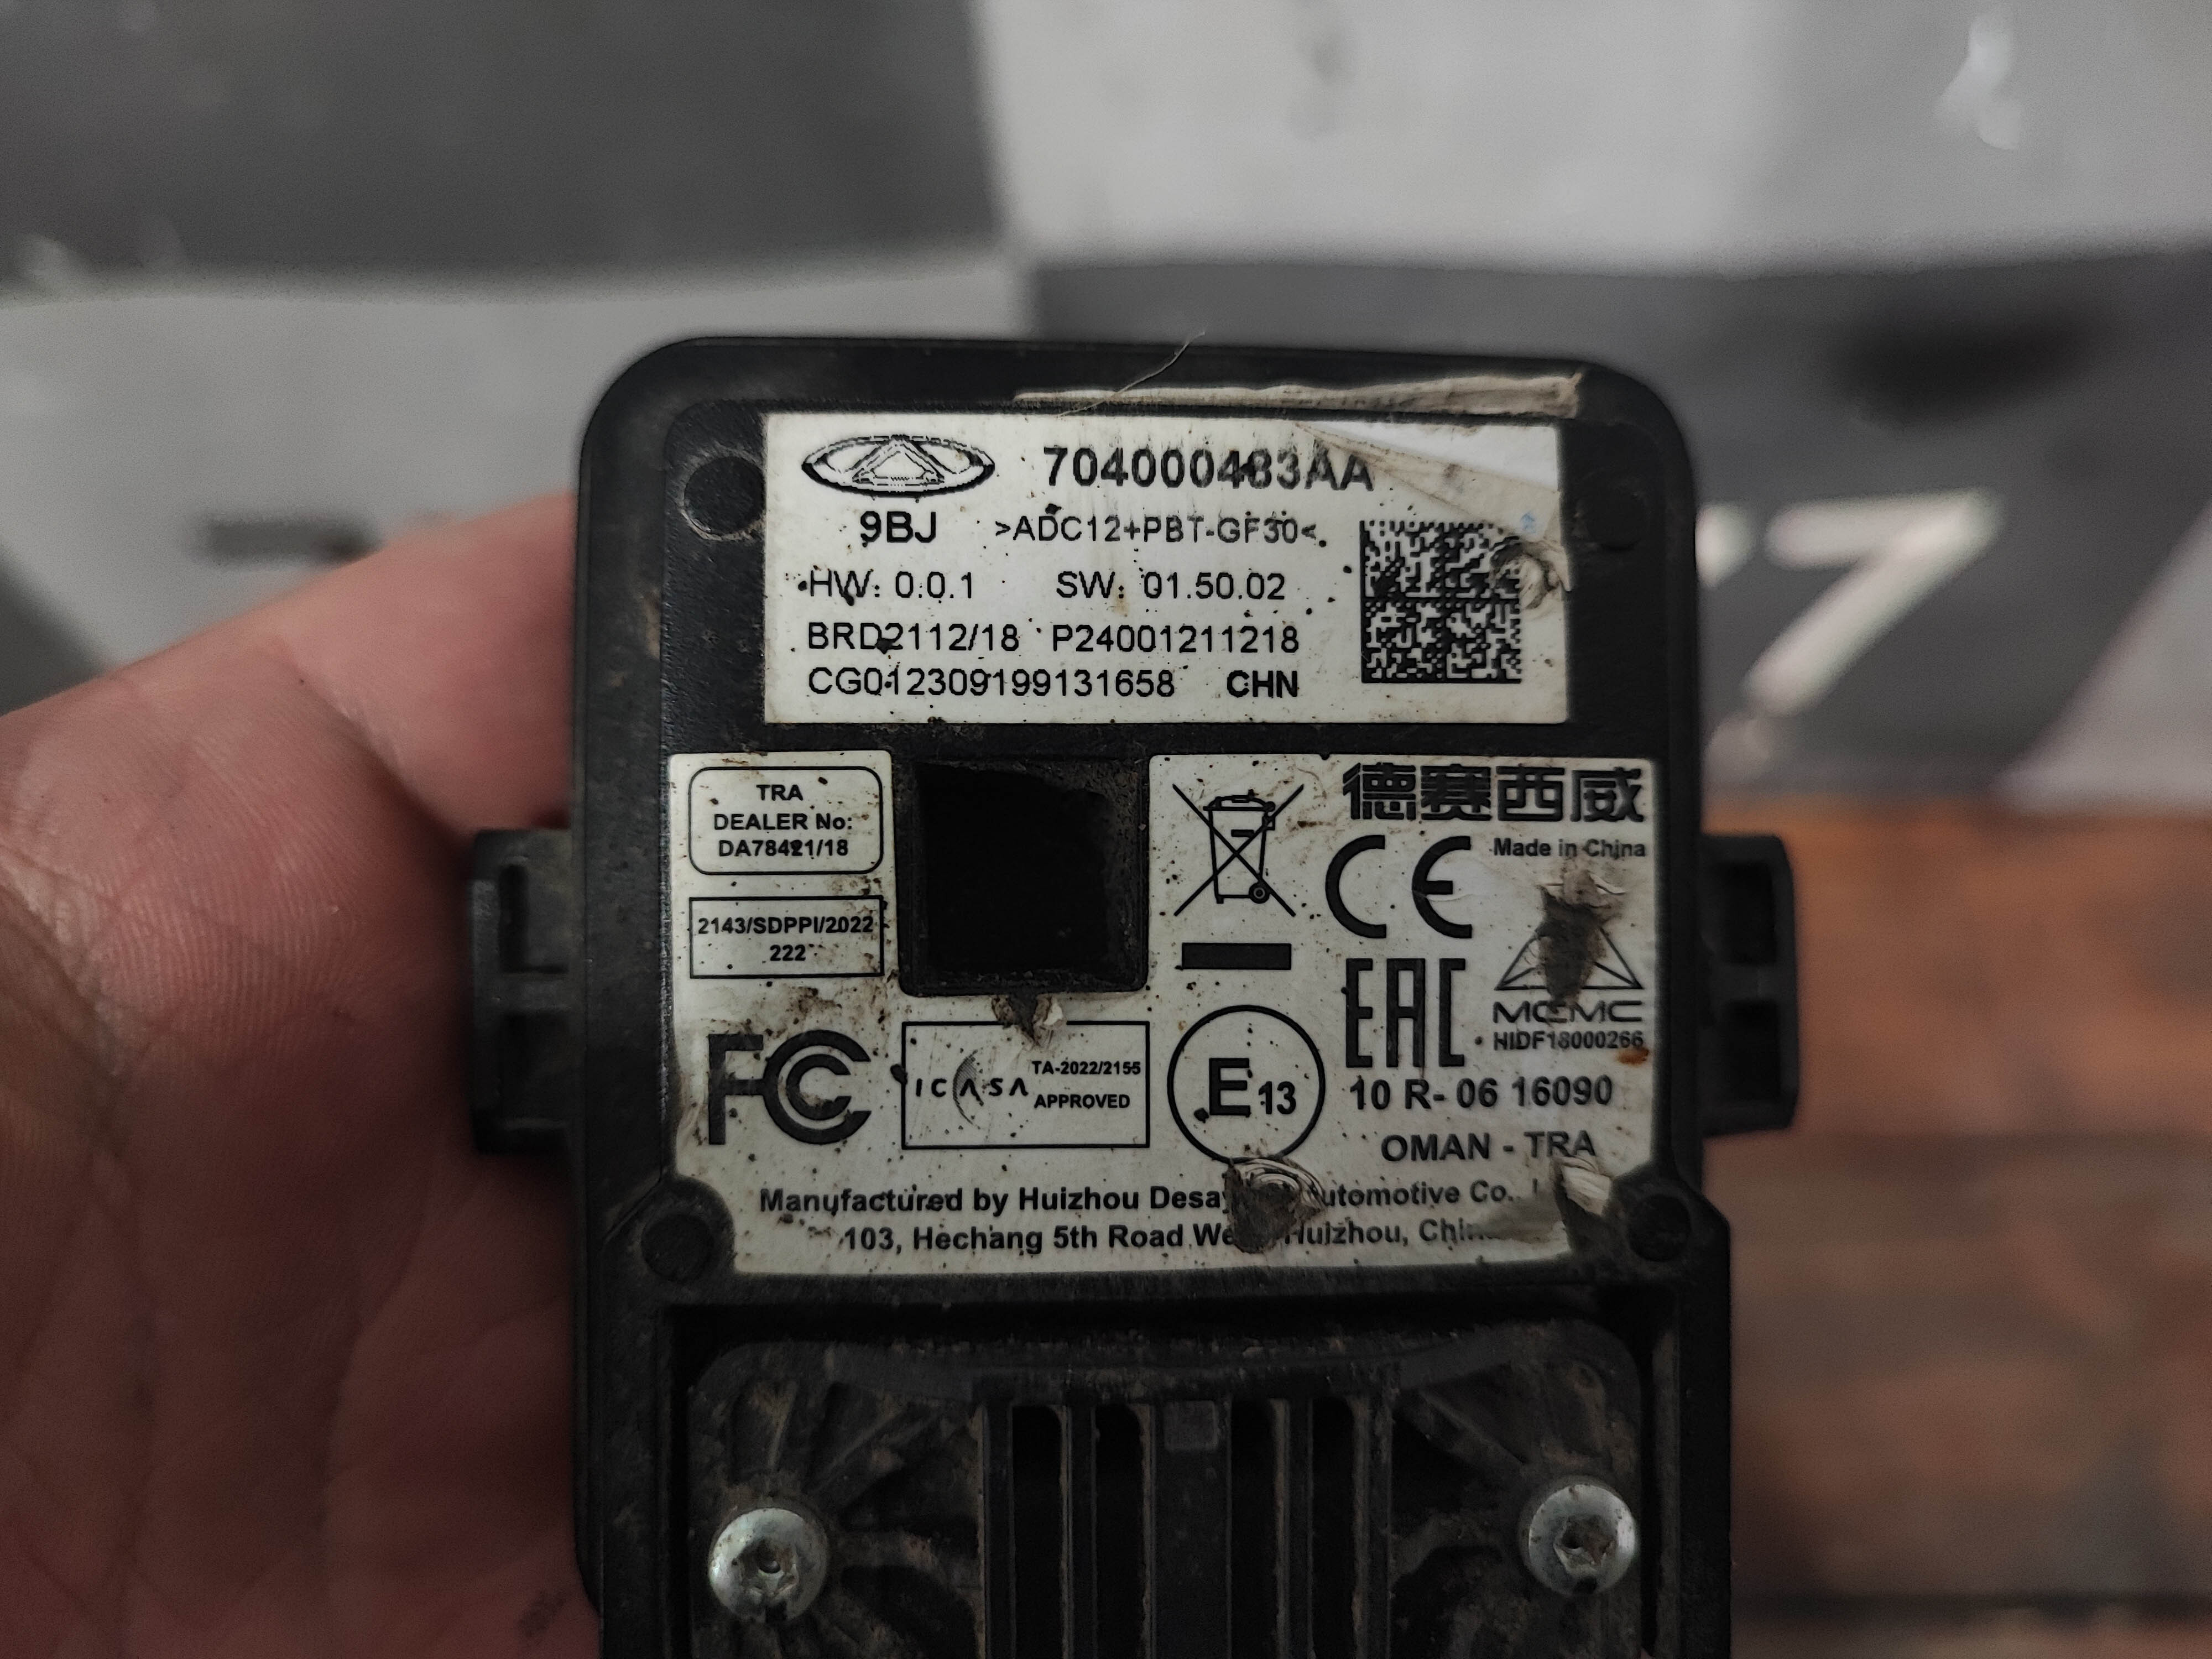 704000483AA
9BJ >ADC12+PBT-GF30<
HW: 0.0.1 SW: 01.50.02
BRD2112/18 P24001211218
CG012309199131658 CHN
TRA
DEALER No:
DA78421/18
2143/SDPPI/2022
222
德赛西威
Made in China
CE
EAC
MCMC
HIDF18000266
FC
ICASA TA-2022/2155
APPROVED
E13
10 R- 06 16090
OMAN - TRA
Manufactured by Huizhou Automotive Co.,
103, Hechang 5th Road Huizhou,
7